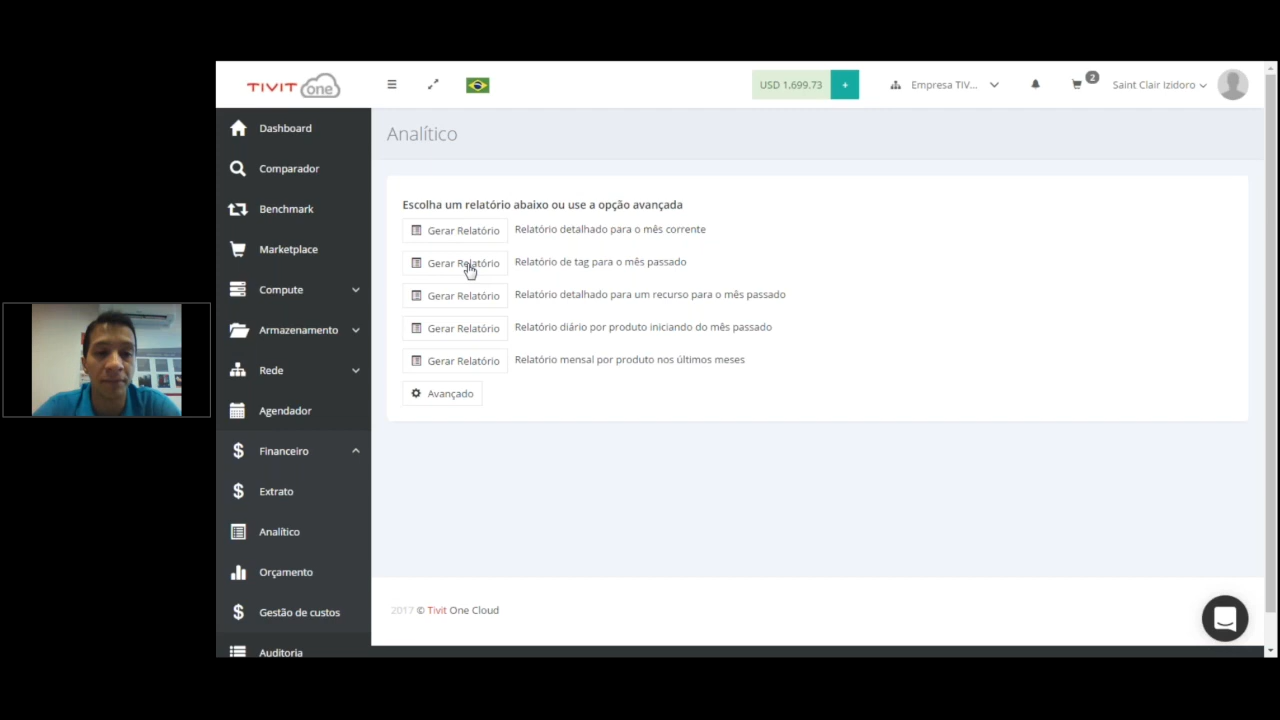 TIVIT one
USD 1,699.73
+
Empresa TIV...
2
Saint Clair Izidoro
Dashboard
Comparador
Benchmark
Marketplace
Compute
Armazenamento
Rede
Agendador
Financeiro
Extrato
Analítico
Orçamento
Gestão de custos
Auditoria
Analítico
Escolha um relatório abaixo ou use a opção avançada
Gerar Relatório Relatório detalhado para o mês corrente
Gerar Relatório Relatório de tag para o mês passado
Gerar Relatório Relatório detalhado para um recurso para o mês passado
Gerar Relatório Relatório diário por produto iniciando do mês passado
Gerar Relatório Relatório mensal por produto nos últimos meses
Avançado
2017 © Tivit One Cloud